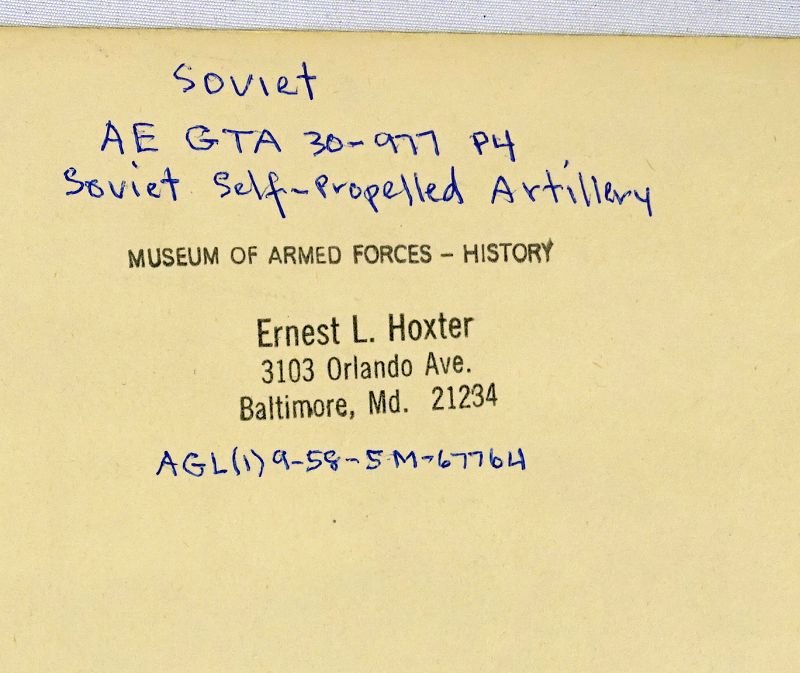 Soviet
AE GTA 30-977 P4
Soviet Self-Propelled Artillery
MUSEUM OF ARMED FORCES - HISTORY
Ernest L. Hoxter
3103 Orlando Ave.
Baltimore, Md. 21234
AGL(1)9-58-5M-67764